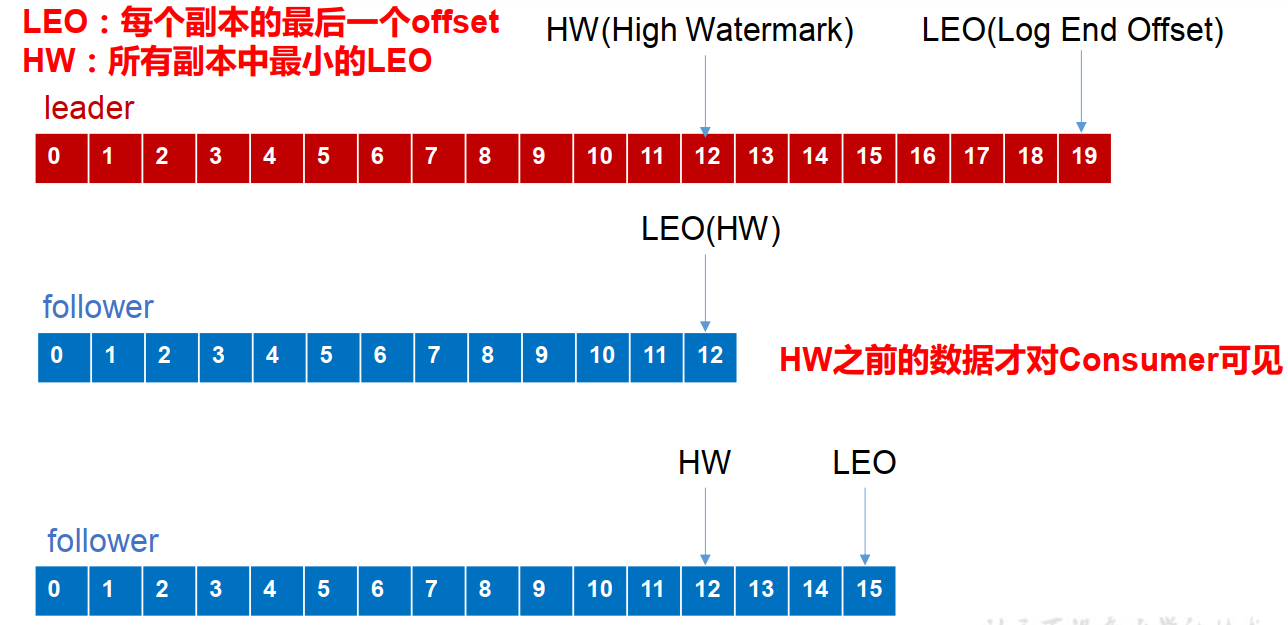 LEO：每个副本的最后一个offset
HW：所有副本中最小的LEO
HW(High Watermark)
LEO(Log End Offset)
leader
0 1 2 3 4 5 6 7 8 9 10 11 12 13 14 15 16 17 18 19
LEO(HW)
follower
0 1 2 3 4 5 6 7 8 9 10 11 12
HW之前的数据才对Consumer可见
HW
LEO
follower
0 1 2 3 4 5 6 7 8 9 10 11 12 13 14 15